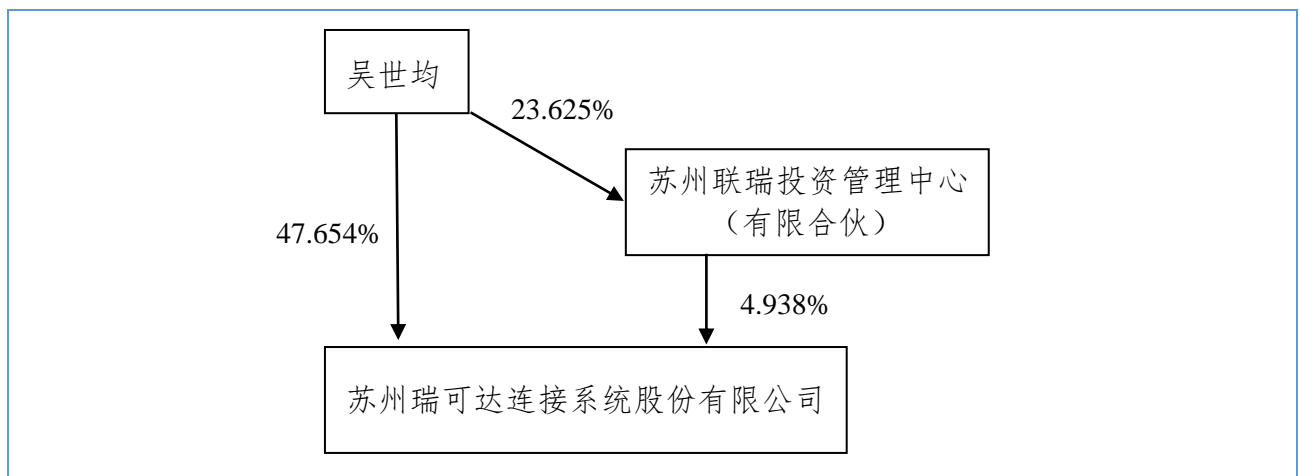 吴世均
23.625%
苏州联瑞投资管理中心
（有限合伙）
47.654%
4.938%
苏州瑞可达连接系统股份有限公司